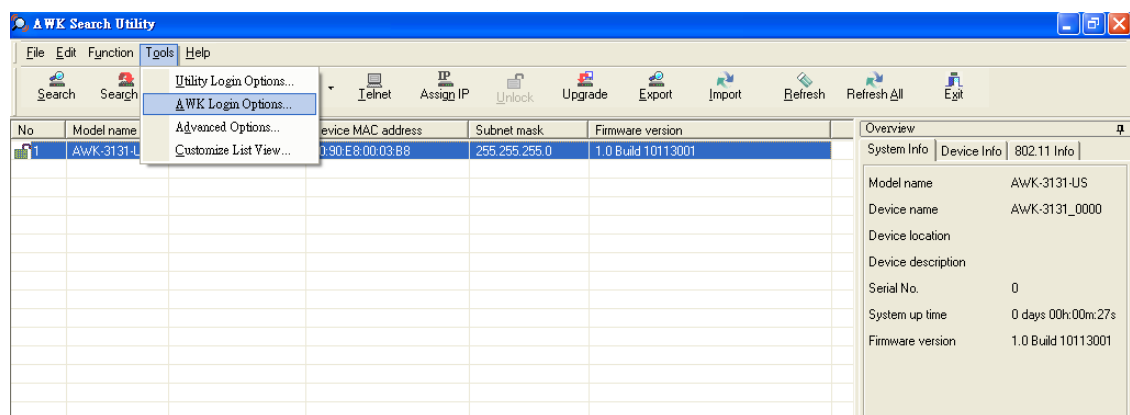 AWK Search Utility
File Edit Function Tools Help
Search Search Telnet Assign IP Unlock Upgrade Export Import Refresh Refresh All Exit
IP
Utility Login Options...
AWK Login Options...
Advanced Options...
Customize List View...
No Model name evice MAC address Subnet mask Firmware version
1 AWK-3131-U 0:90:E8:00:03:B8 255.255.255.0 1.0 Build 10113001
Overview
System Info Device Info 802.11 Info
Model name AWK-3131-US
Device name AWK-3131_0000
Device location
Device description
Serial No. 0
System up time 0 days 00h:00m:27s
Firmware version 1.0 Build 10113001